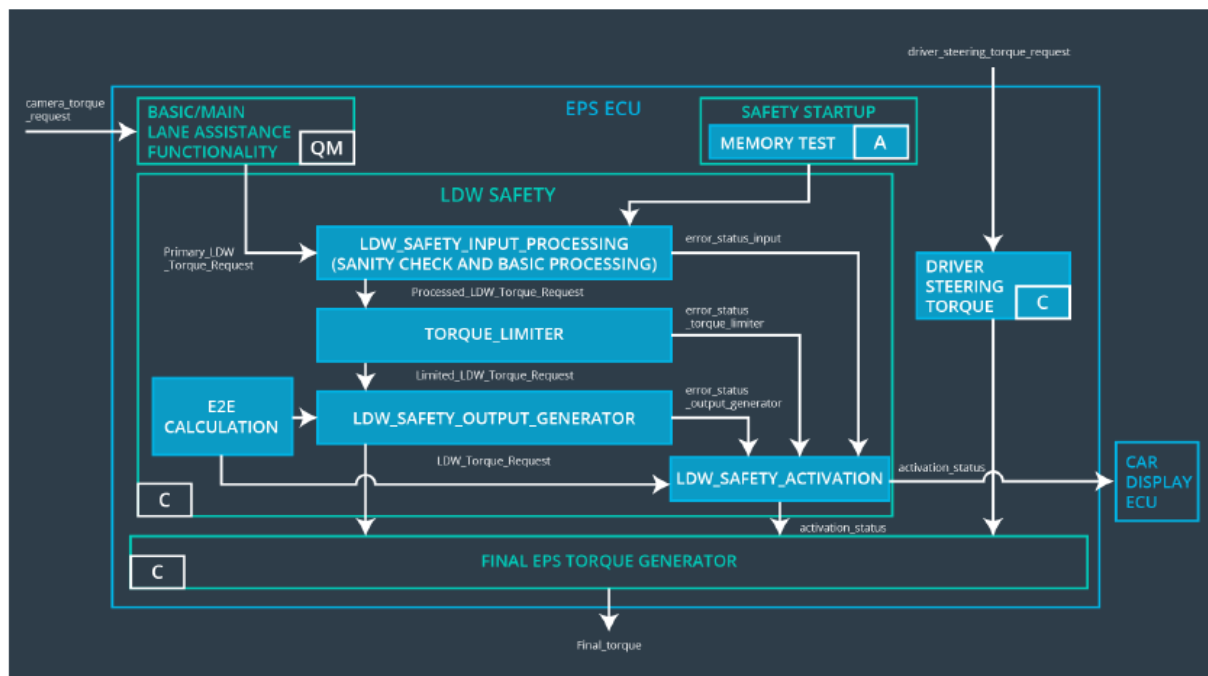 driver_steering_torque_request
camera_torque
_request
EPS ECU
BASIC/MAIN
LANE ASSISTANCE
FUNCTIONALITY
QM
SAFETY STARTUP
MEMORY TEST
A
LDW SAFETY
Primary_LDW
_Torque_Request
LDW_SAFETY_INPUT_PROCESSING
(SANITY CHECK AND BASIC PROCESSING)
error_status_input
DRIVER
STEERING
TORQUE
C
Processed_LDW_Torque_Request
TORQUE_LIMITER
error_status
_torque_limiter
Limited_LDW_Torque_Request
E2E
CALCULATION
LDW_SAFETY_OUTPUT_GENERATOR
error_status
_output_generator
LDW_Torque_Request
LDW_SAFETY_ACTIVATION
activation_status
CAR
DISPLAY
ECU
C
activation_status
FINAL EPS TORQUE GENERATOR
C
Final_torque